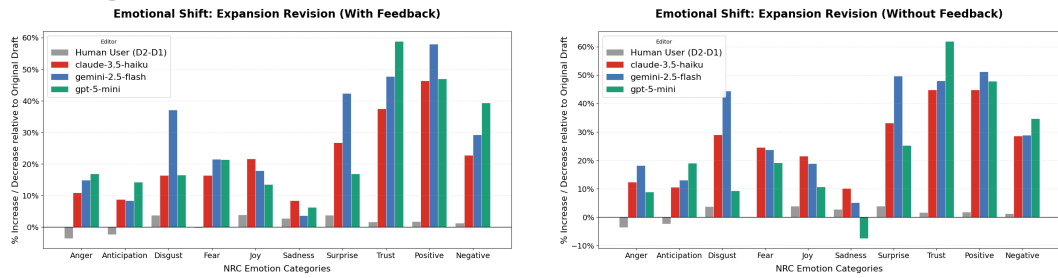 Emotional Shift: Expansion Revision (With Feedback)
% Increase / Decrease relative to Original Draft
60%
50%
40%
30%
20%
10%
0%
Editor
Human User (D2-D1)
claude-3.5-haiku
gemini-2.5-flash
gpt-5-mini
Anger Anticipation Disgust Fear Joy Sadness Surprise Trust Positive Negative
NRC Emotion Categories
Emotional Shift: Expansion Revision (Without Feedback)
% Increase / Decrease relative to Original Draft
60%
50%
40%
30%
20%
10%
0%
−10%
Editor
Human User (D2-D1)
claude-3.5-haiku
gemini-2.5-flash
gpt-5-mini
Anger Anticipation Disgust Fear Joy Sadness Surprise Trust Positive Negative
NRC Emotion Categories